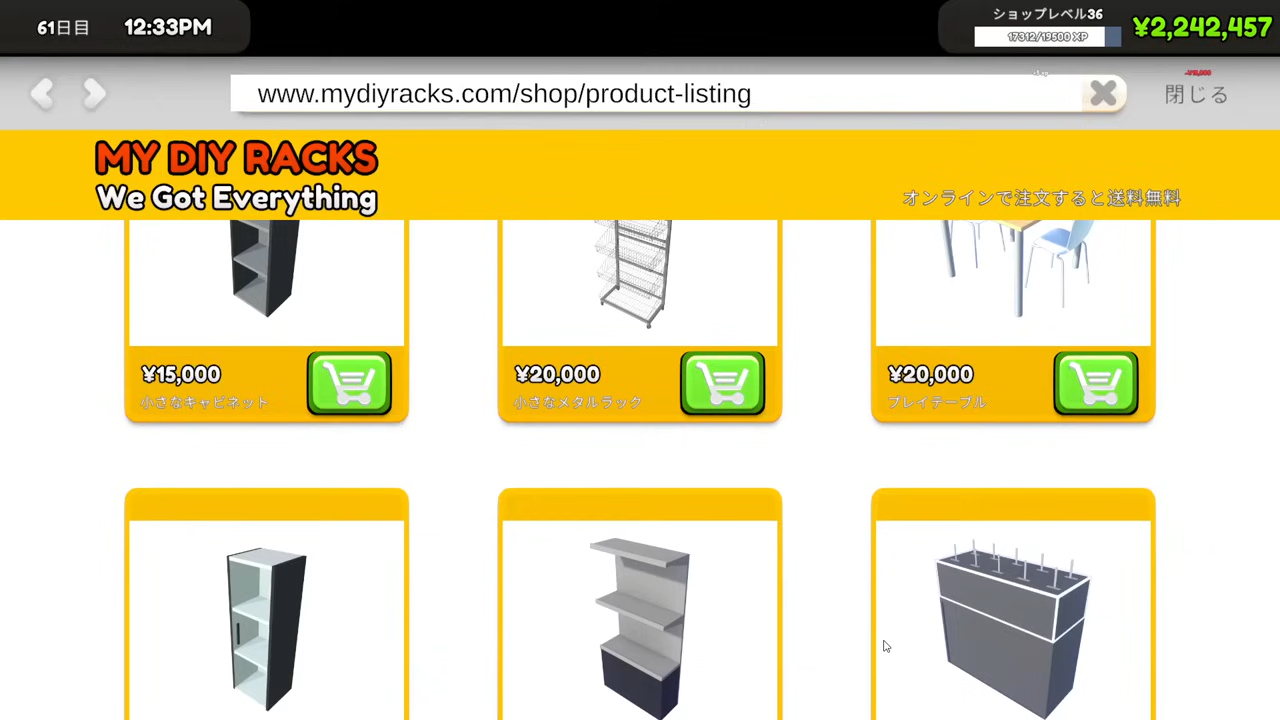 61日目
12:33PM
ショップレベル36
17312/19500 XP
¥2,242,457
www.mydiyracks.com/shop/product-listing
閉じる
MY DIY RACKS
We Got Everything
オンラインで注文すると送料無料
¥15,000
小さなキャビネット
¥20,000
小さなメタルラック
¥20,000
プレイテーブル